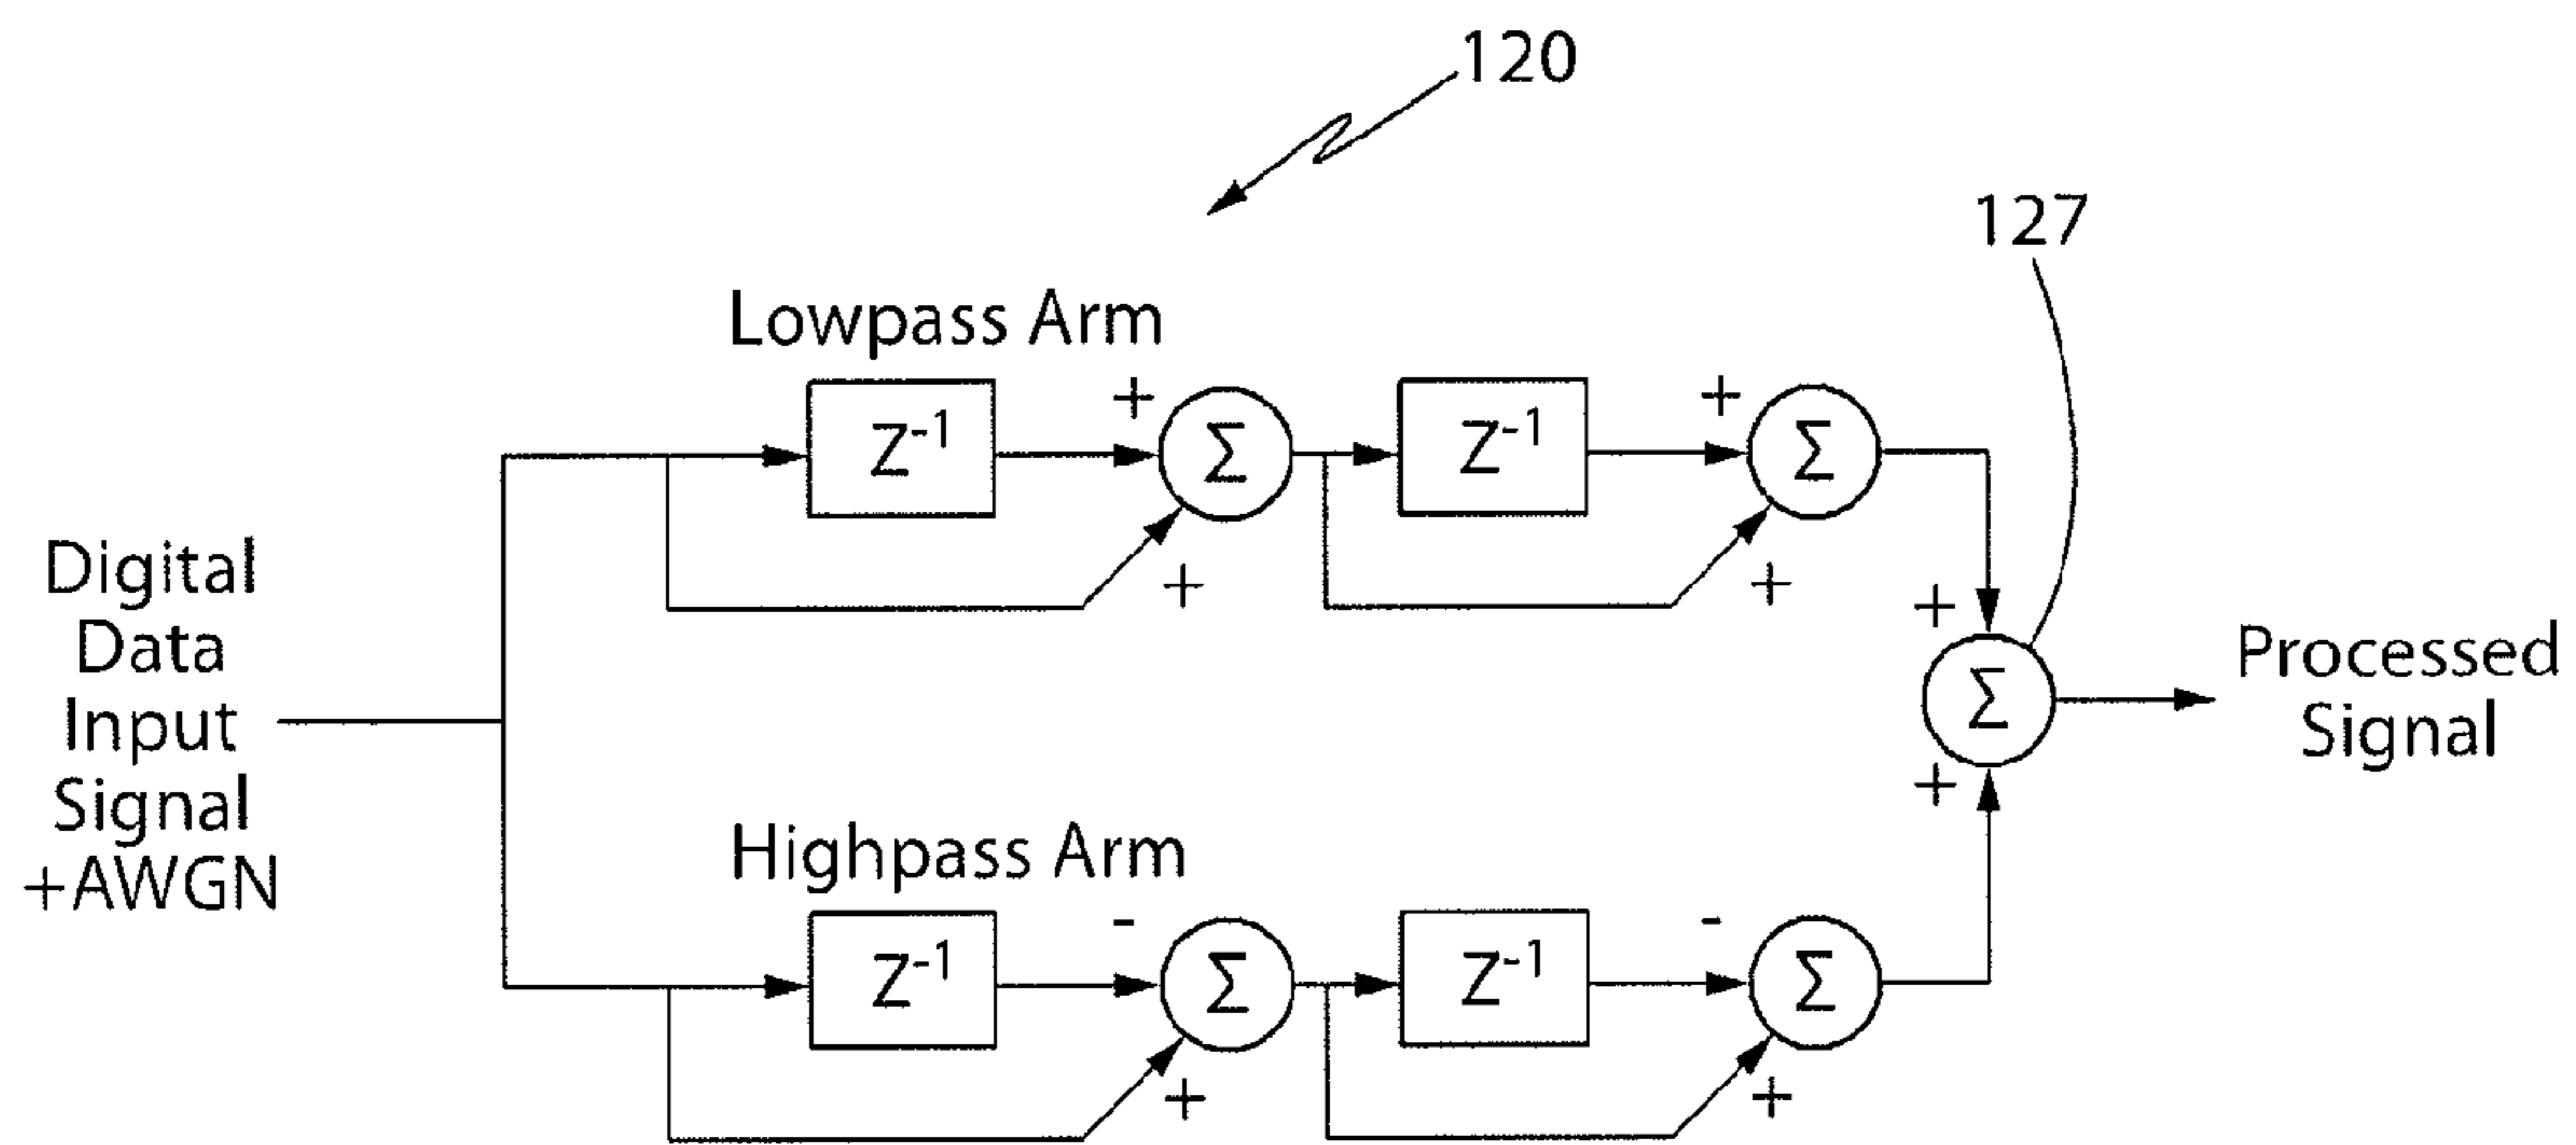 120
127
Lowpass Arm
+ +
Z⁻¹ Σ Z⁻¹ Σ
+ +
Digital
Data
Input
Signal
+AWGN
+
Σ
+
Processed
Signal
Highpass Arm
- -
Z⁻¹ Σ Z⁻¹ Σ
+ +